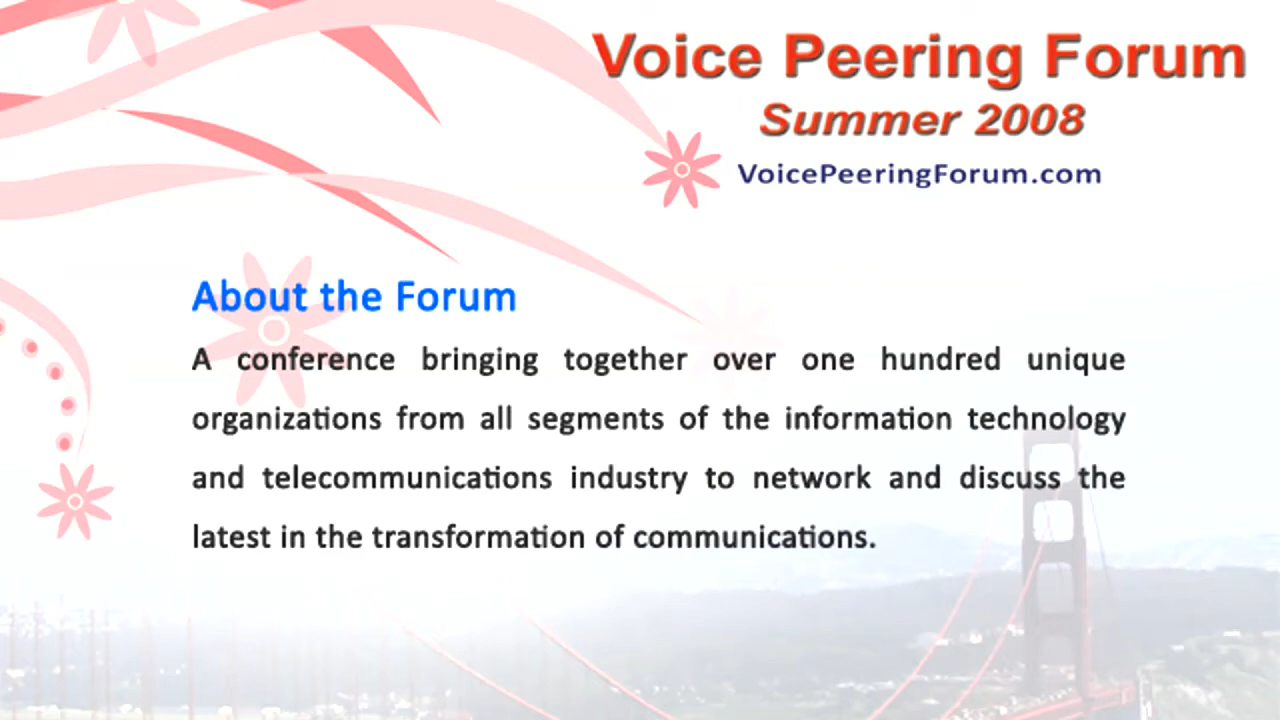 Voice Peering Forum
Summer 2008
VoicePeeringForum.com
About the Forum
A conference bringing together over one hundred unique
organizations from all segments of the information technology
and telecommunications industry to network and discuss the
latest in the transformation of communications.